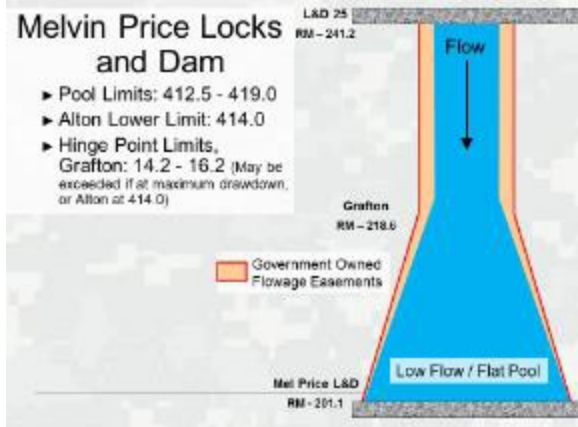 Melvin Price Locks
and Dam
► Pool Limits: 412.5 - 419.0
► Alton Lower Limit: 414.0
► Hinge Point Limits,
Grafton: 14.2 - 16.2 (May be
exceeded if at maximum drawdown,
or Alton at 414.0)
L&D 25
RM – 241.2
Flow
Grafton
RM – 218.6
Government Owned
Flowage Easements
Low Flow / Flat Pool
Mel Price L&D
RM - 201.1